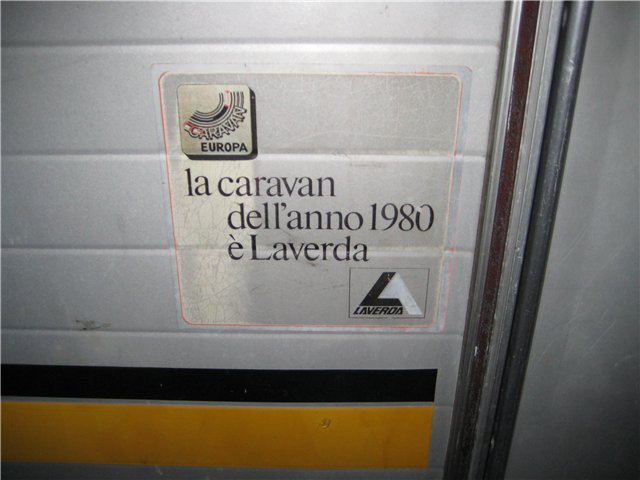 CARAVAN
EUROPA
la caravan
dell'anno 1980
è Laverda
LAVERDA